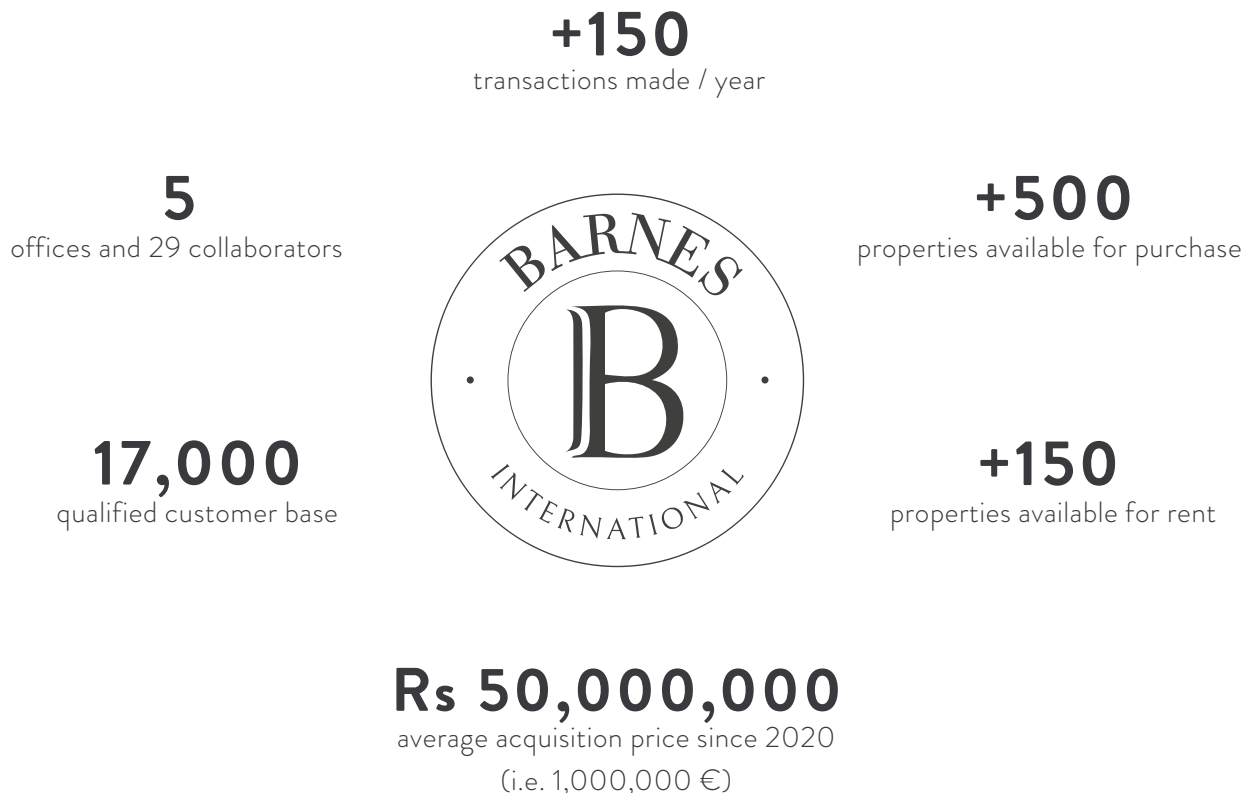 +150
transactions made / year
5
offices and 29 collaborators
+500
properties available for purchase
BARNES
B
INTERNATIONAL
17,000
qualified customer base
+150
properties available for rent
Rs 50,000,000
average acquisition price since 2020
(i.e. 1,000,000 €)